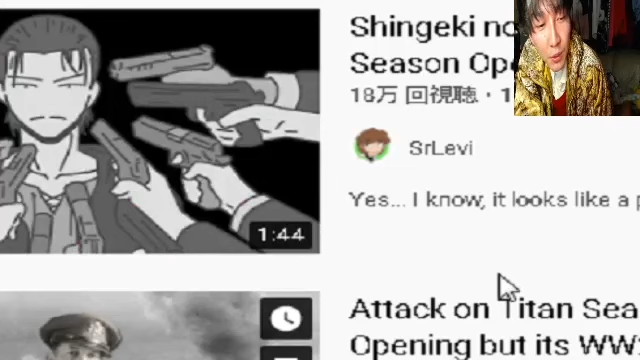 Shingeki no
Season Ope
18万 回視聴・1
SrLevi
Yes... I know, it looks like a p
1:44
Attack on Titan Sea
Opening but its WW